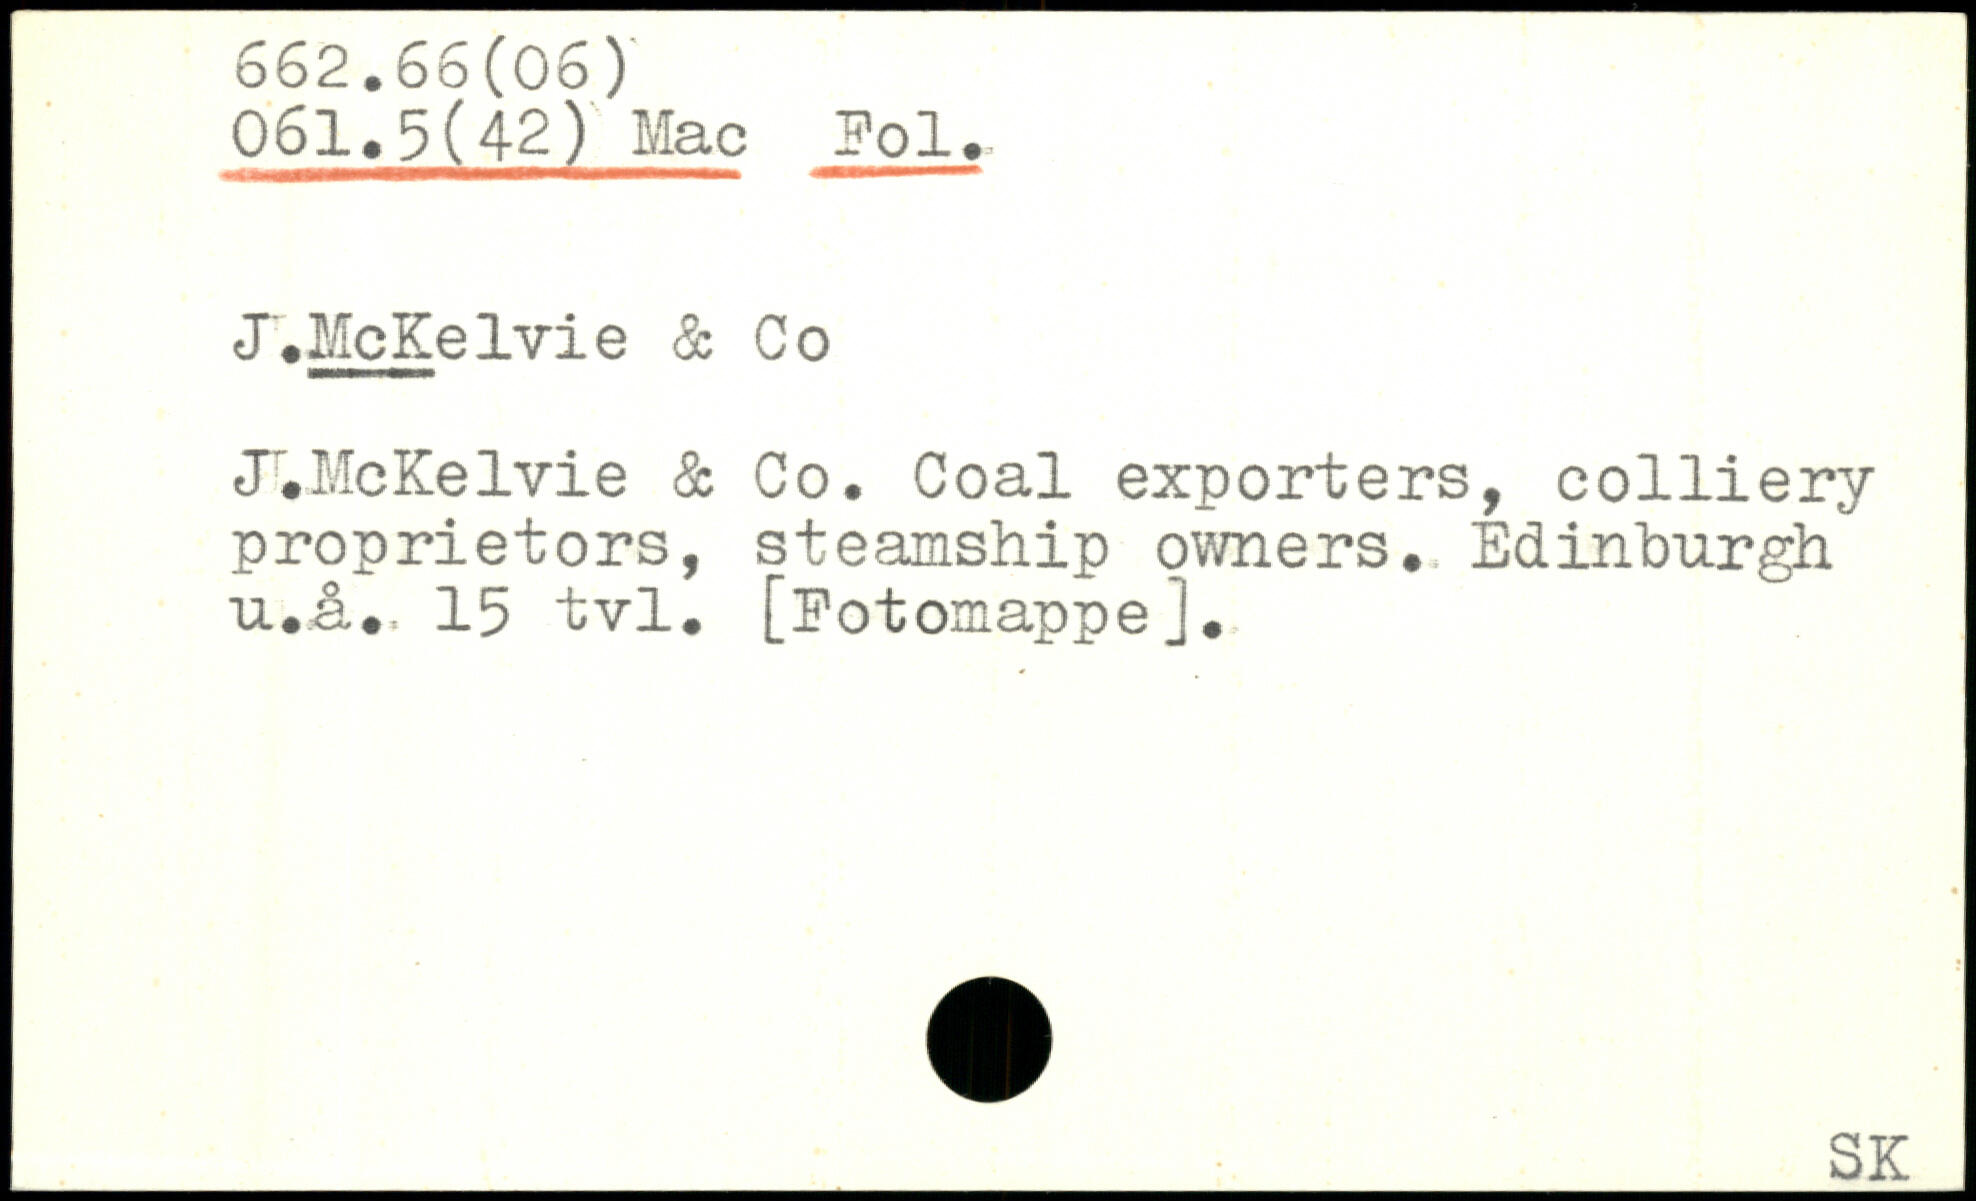 662.66(06)
061.5(42) Mac Fol.
J.McKelvie & Co
J.McKelvie & Co. Coal exporters, colliery
proprietors, steamship owners. Edinburgh
u.å. 15 tvl. [Fotomappe].
SK